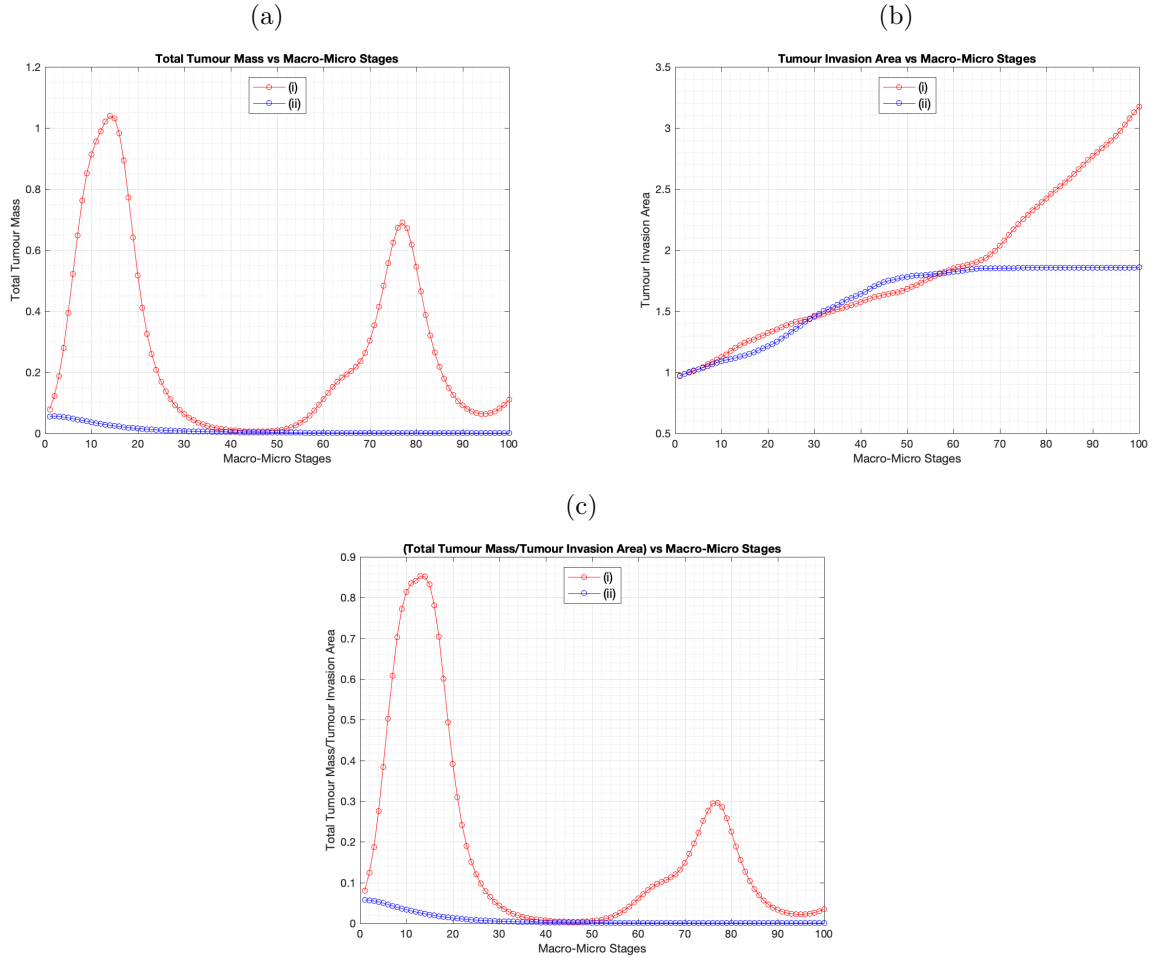 (a)
Total Tumour Mass vs Macro-Micro Stages
(i)
(ii)
1.2
1
0.8
0.6
0.4
0.2
0
Total Tumour Mass
0 10 20 30 40 50 60 70 80 90 100
Macro-Micro Stages
(b)
Tumour Invasion Area vs Macro-Micro Stages
(i)
(ii)
3.5
3
2.5
2
1.5
1
0.5
Tumour Invasion Area
0 10 20 30 40 50 60 70 80 90 100
Macro-Micro Stages
(c)
(Total Tumour Mass/Tumour Invasion Area) vs Macro-Micro Stages
(i)
(ii)
0.9
0.8
0.7
0.6
0.5
0.4
0.3
0.2
0.1
0
Total Tumour Mass/Tumour Invasion Area
0 10 20 30 40 50 60 70 80 90 100
Macro-Micro Stages